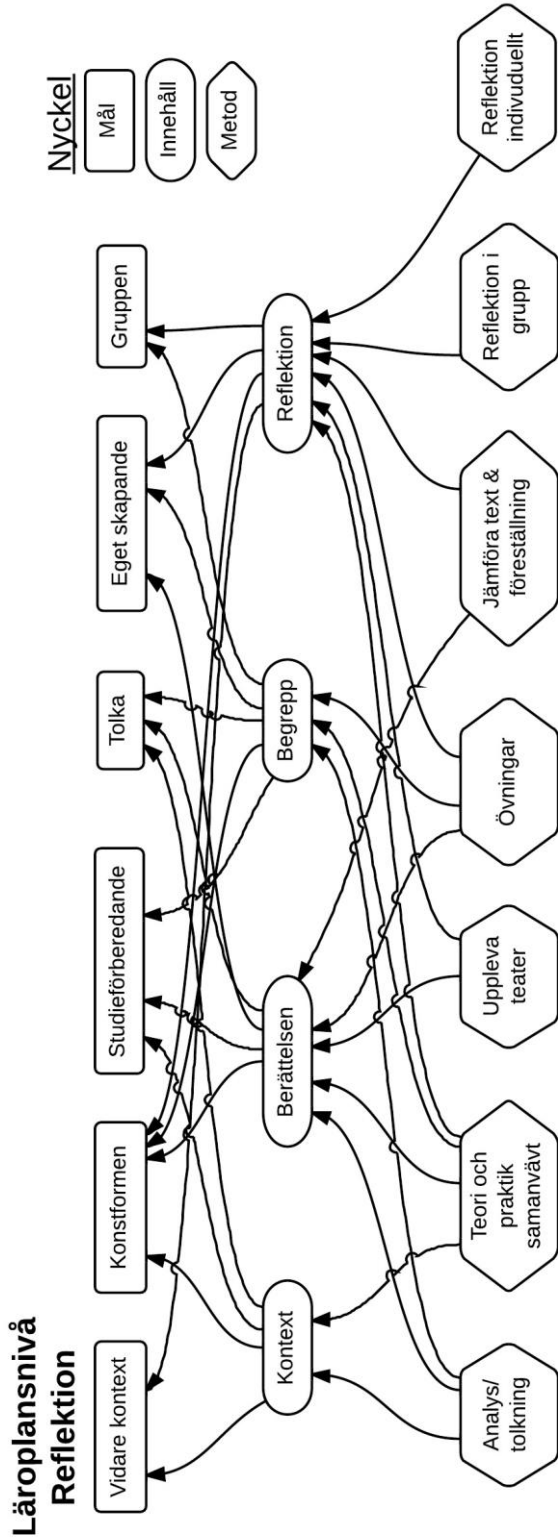 Läroplansnivå
Reflektion
Nyckel
Mål
Innehåll
Metod
Vidare kontext
Konstformen
Studieförberedande
Tolka
Eget skapande
Gruppen
Kontext
Berättelsen
Begrepp
Reflektion
Analys/
tolkning
Teori och
praktik
samanvävt
Uppleva
teater
Övningar
Jämföra text &
föreställning
Reflektion i
grupp
Reflektion
indivuduellt